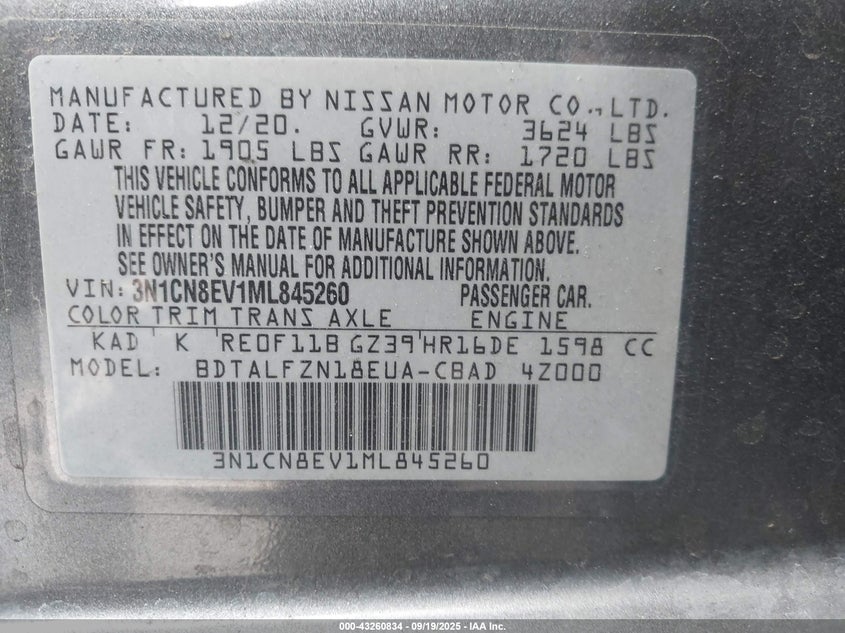 MANUFACTURED BY NISSAN MOTOR CO., LTD.
DATE: 12/20. GVWR: 3624 LBS
GAWR FR: 1905 LBS GAWR RR: 1720 LBS
THIS VEHICLE CONFORMS TO ALL APPLICABLE FEDERAL MOTOR
VEHICLE SAFETY, BUMPER AND THEFT PREVENTION STANDARDS
IN EFFECT ON THE DATE OF MANUFACTURE SHOWN ABOVE.
SEE OWNER'S MANUAL FOR ADDITIONAL INFORMATION.
VIN: 3N1CN8EV1ML845260 PASSENGER CAR.
COLOR TRIM TRANS AXLE ENGINE
KAD K RE0F11B GZ39 HR16DE 1598 CC
MODEL: BDTALFZN18EUA-CBAD 4Z000
3N1CN8EV1ML845260
000-43260834 - 09/19/2025 - IAA Inc.